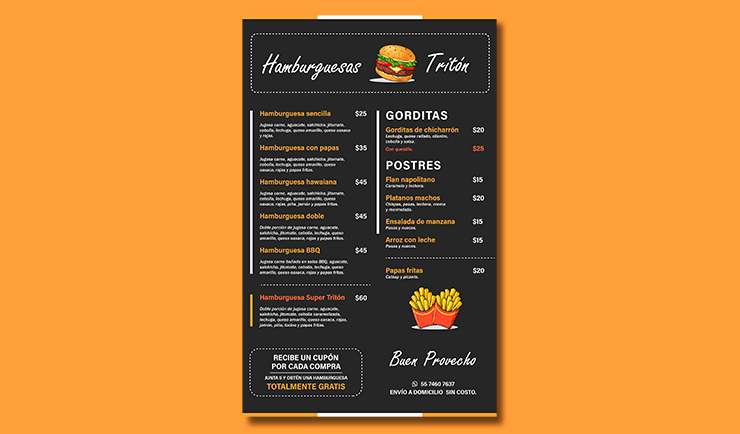 Hamburguesas Tritón
Hamburguesa sencilla $25
Jugosa carne, aguacate, salchicha, jitomate,
cebolla, lechuga, queso amarillo, queso oaxaca
y rajas.
Hamburguesa con papas $35
Jugosa carne, aguacate, salchicha, jitomate,
cebolla, lechuga, queso amarillo, queso
oaxaca, rajas y papas fritas.
Hamburguesa hawaiana $45
Jugosa carne, aguacate, salchicha, jitomate,
cebolla, lechuga, queso amarillo, queso
oaxaca, rajas, piña, jamón y papas fritas.
Hamburguesa doble $45
Doble porción de jugosa carne, aguacate,
salchicha, jitomate, cebolla, lechuga, queso
amarillo, queso oaxaca, rajas y papas fritas.
Hamburguesa BBQ $45
Jugosa carne bañada en salsa BBQ, aguacate,
salchicha, jitomate, cebolla, lechuga, queso
amarillo, queso oaxaca, rajas y papas fritas.
Hamburguesa Super Tritón $60
Doble porción de jugosa carne, aguacate,
salchicha, jitomate, cebolla caramelizada,
lechuga, queso amarillo, queso oaxaca, rajas,
jamón, piña, tocino y papas fritas.
RECIBE UN CUPÓN
POR CADA COMPRA
JUNTA 5 Y OBTÉN UNA HAMBURGUESA
TOTALMENTE GRATIS
GORDITAS
Gorditas de chicharrón $20
Lechuga, queso rallado, cilantro,
cebolla y salsa.
Con quesillo. $25
POSTRES
Flan napolitano $15
Caramelo y lechera.
Platanos machos $20
Chispas, pasas, lechera, crema
y mermelada.
Ensalada de manzana $15
Pasas y nueces.
Arroz con leche $15
Pasas y nueces.
Papas fritas $20
Catsup y picante.
Buen Provecho
55 7460 7637
ENVÍO A DOMICILIO SIN COSTO.